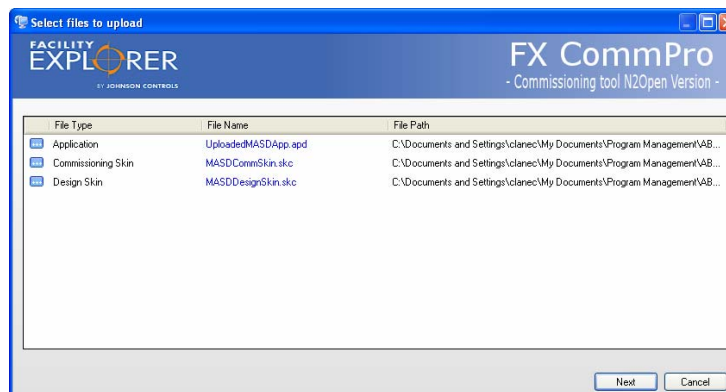 Select files to upload
FACILITY
EXPLORER
BY JOHNSON CONTROLS
FX CommPro
- Commissioning tool N2Open Version -
File Type File Name File Path
Application UploadedMASDApp.apd C:\Documents and Settings\clanec\My Documents\Program Management\AB...
Commissioning Skin MASDCommSkin.skc C:\Documents and Settings\clanec\My Documents\Program Management\AB...
Design Skin MASDDesignSkin.skc C:\Documents and Settings\clanec\My Documents\Program Management\AB...
Next Cancel